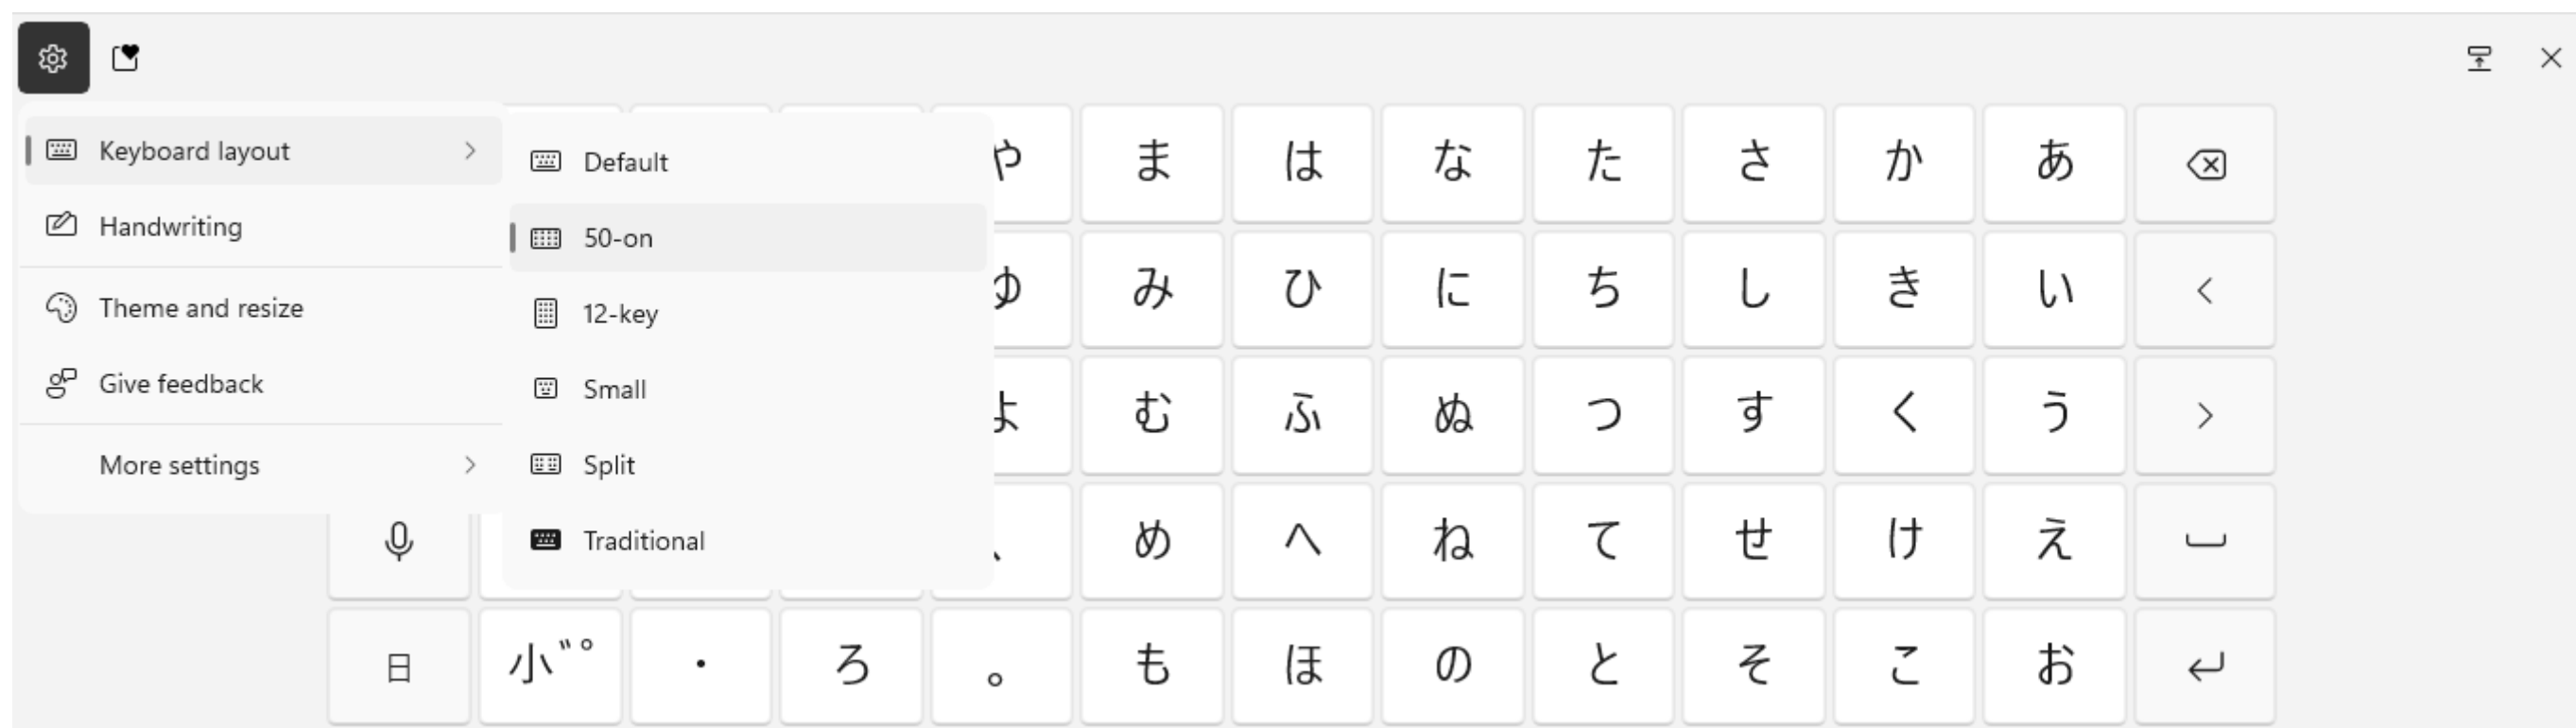 Keyboard layout
Handwriting
Theme and resize
Give feedback
More settings
Default
50-on
12-key
Small
Split
Traditional
や ま は な た さ か あ
ゆ み ひ に ち し き い < 
よ む ふ ぬ つ す く う >
、 め へ ね て せ け え
日 小゛゜ ・ ろ 。 も ほ の と そ こ お